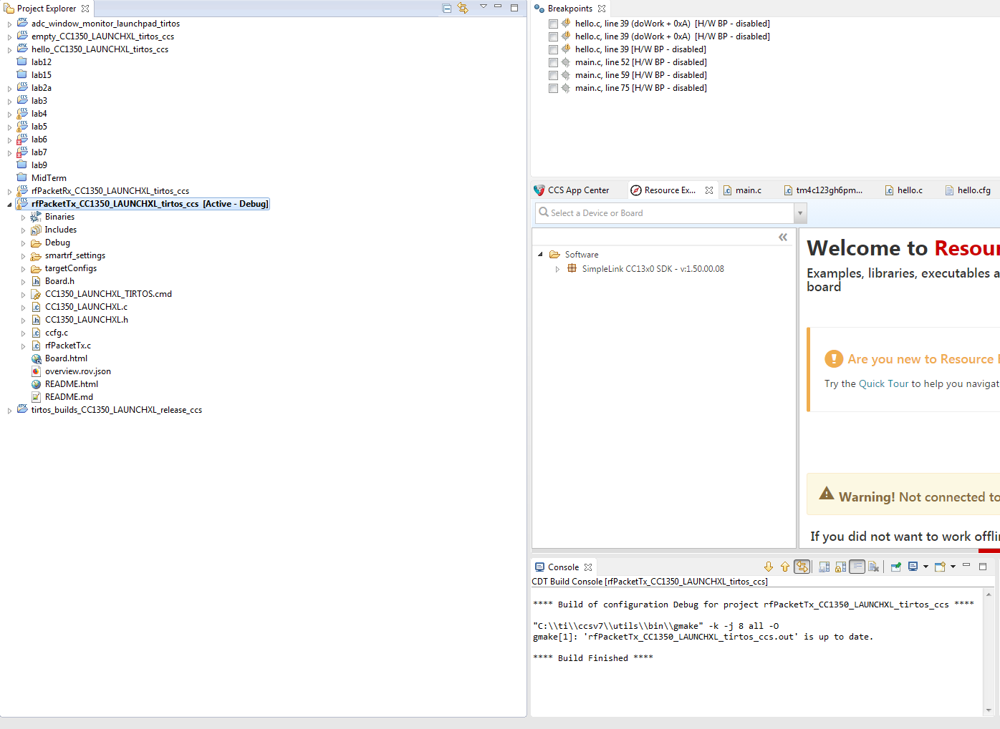 Project Explorer
adc_window_monitor_launchpad_tirtos
empty_CC1350_LAUNCHXL_tirtos_ccs
hello_CC1350_LAUNCHXL_tirtos_ccs
lab12
lab15
lab2a
lab3
lab4
lab5
lab6
lab7
lab9
MidTerm
rfPacketRx_CC1350_LAUNCHXL_tirtos_ccs
rfPacketTx_CC1350_LAUNCHXL_tirtos_ccs [Active - Debug]
Binaries
Includes
Debug
smartrf_settings
targetConfigs
Board.h
CC1350_LAUNCHXL_TIRTOS.cmd
CC1350_LAUNCHXL.c
CC1350_LAUNCHXL.h
ccfg.c
rfPacketTx.c
Board.html
overview.rov.json
README.html
README.md
tirtos_builds_CC1350_LAUNCHXL_release_ccs
Breakpoints
hello.c, line 39 (doWork + 0xA) [H/W BP - disabled]
hello.c, line 39 (doWork + 0xA) [H/W BP - disabled]
hello.c, line 39 [H/W BP - disabled]
main.c, line 52 [H/W BP - disabled]
main.c, line 59 [H/W BP - disabled]
main.c, line 75 [H/W BP - disabled]
CCS App Center Resource Ex... main.c tm4c123gh6pm... hello.c hello.cfg
Select a Device or Board
Software
SimpleLink CC13x0 SDK - v:1.50.00.08
Welcome to Resour
Examples, libraries, executables a
board
Are you new to Resource
Try the Quick Tour to help you navigat
Warning! Not connected to
If you did not want to work offli
Console
CDT Build Console [rfPacketTx_CC1350_LAUNCHXL_tirtos_ccs]
**** Build of configuration Debug for project rfPacketTx_CC1350_LAUNCHXL_tirtos_ccs ****
"C:\\ti\\ccsv7\\utils\\bin\\gmake" -k -j 8 all -O
gmake[1]: 'rfPacketTx_CC1350_LAUNCHXL_tirtos_ccs.out' is up to date.
**** Build Finished ****